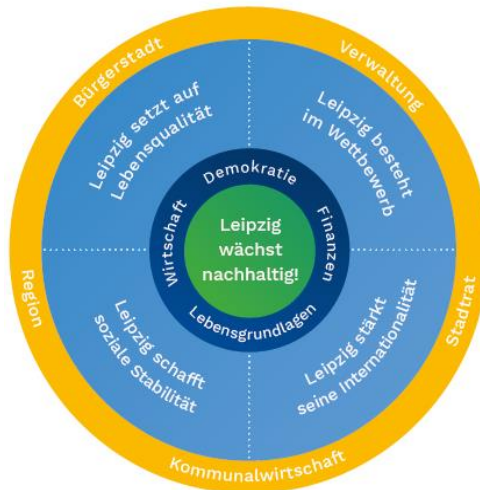 Bürgerstadt
Verwaltung
Leipzig setzt auf
Lebensqualität
Leipzig besteht
im Wettbewerb
Demokratie
Wirtschaft
Finanzen
Leipzig
wächst
nachhaltig!
Lebensgrundlagen
Region
Stadtrat
Leipzig schafft
soziale Stabilität
Leipzig stärkt
seine Internationalität
Kommunalwirtschaft